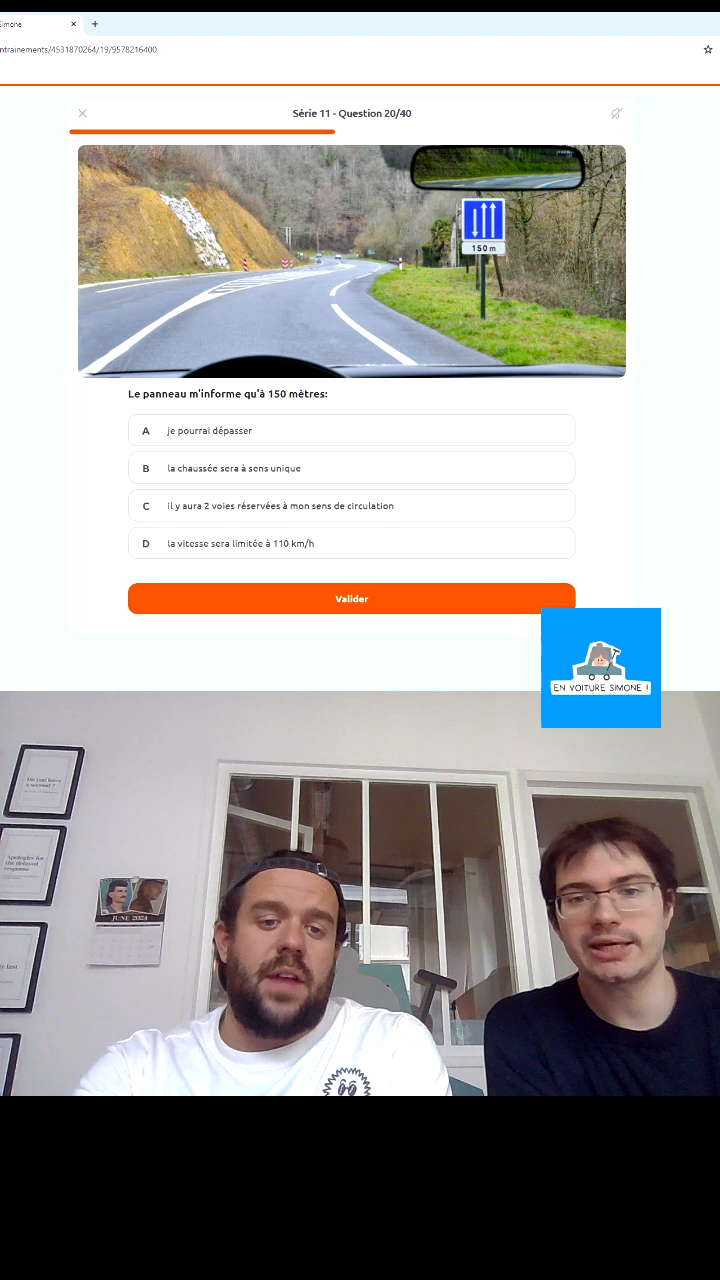 Simone
ntrainements/4531870264/19/9578216400
Série 11 - Question 20/40
150 m
Le panneau m'informe qu'à 150 mètres:
A je pourrai dépasser
B la chaussée sera à sens unique
C il y aura 2 voies réservées à mon sens de circulation
D la vitesse sera limitée à 110 km/h
Valider
EN VOITURE SIMONE !
Apologies for
JUNE 2024